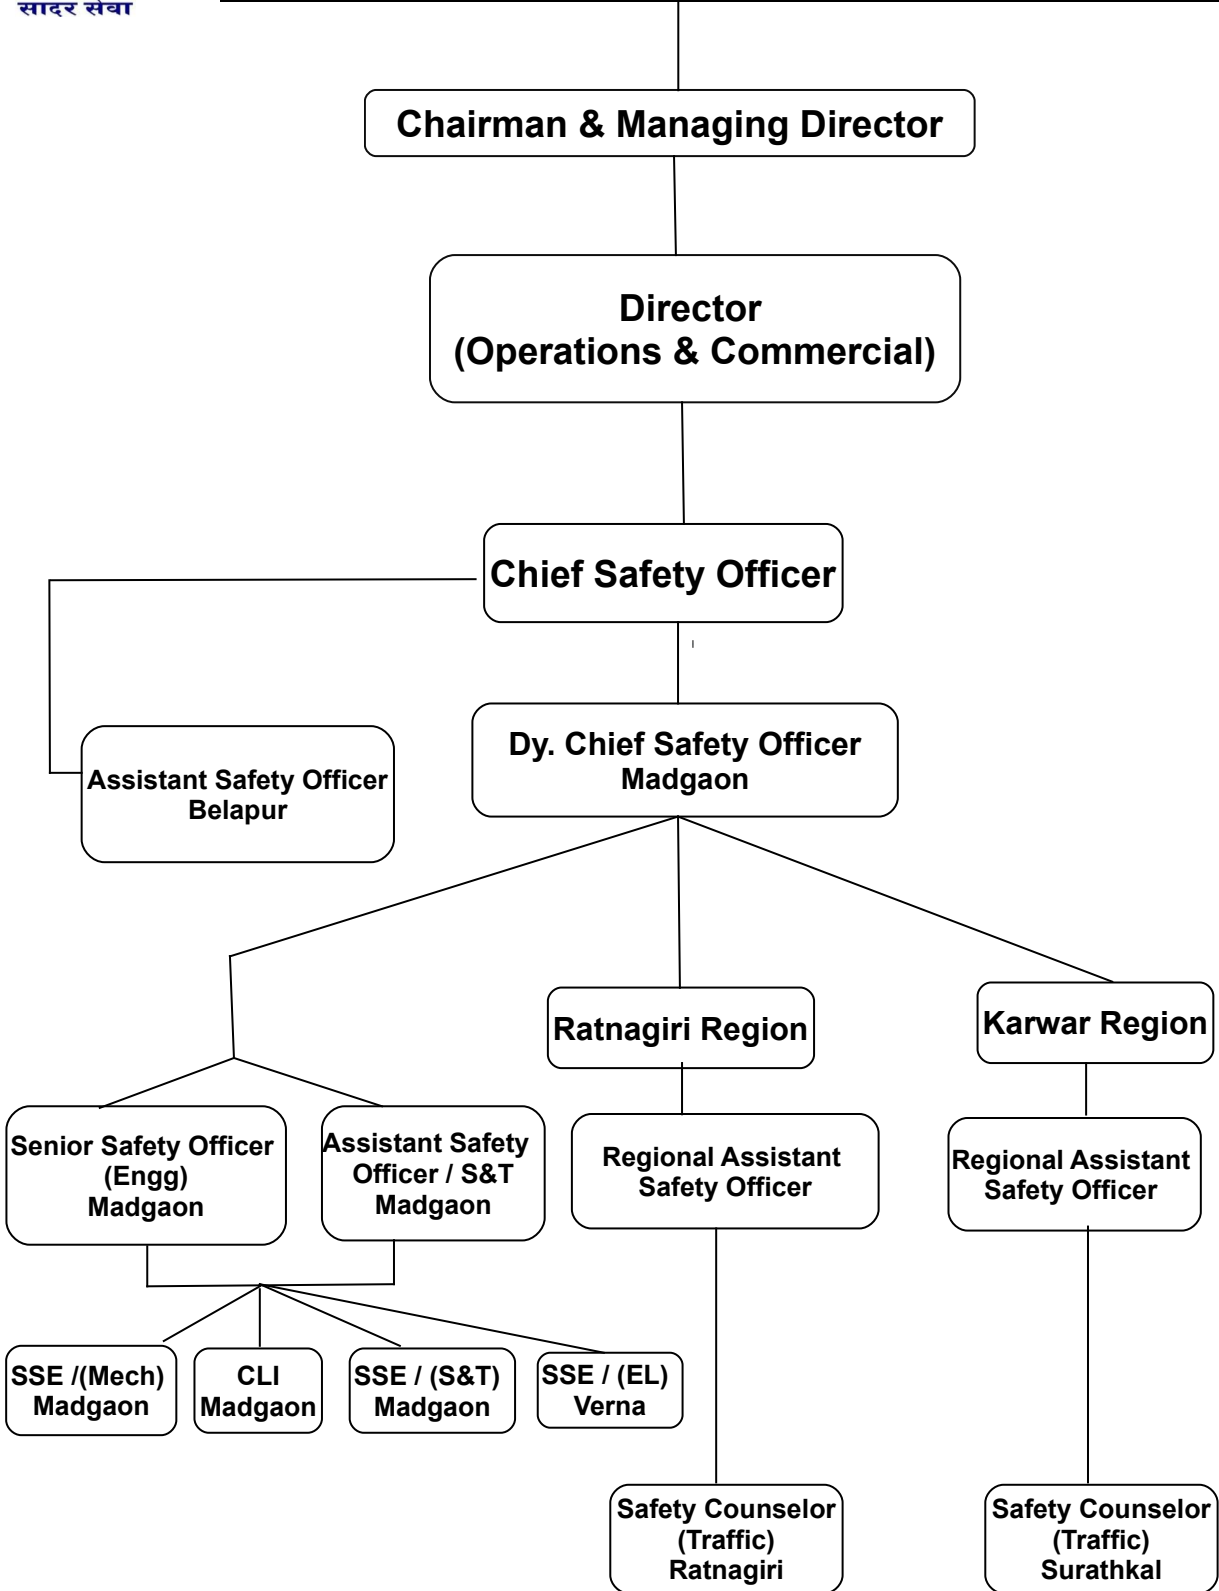 सादर सेवा
Chairman & Managing Director
Director
(Operations & Commercial)
Chief Safety Officer
Dy. Chief Safety Officer
Madgaon
Assistant Safety Officer
Belapur
Ratnagiri Region
Karwar Region
Senior Safety Officer
(Engg)
Madgaon
Assistant Safety
Officer / S&T
Madgaon
Regional Assistant
Safety Officer
Regional Assistant
Safety Officer
SSE /(Mech)
Madgaon
CLI
Madgaon
SSE / (S&T)
Madgaon
SSE / (EL)
Verna
Safety Counselor
(Traffic)
Ratnagiri
Safety Counselor
(Traffic)
Surathkal